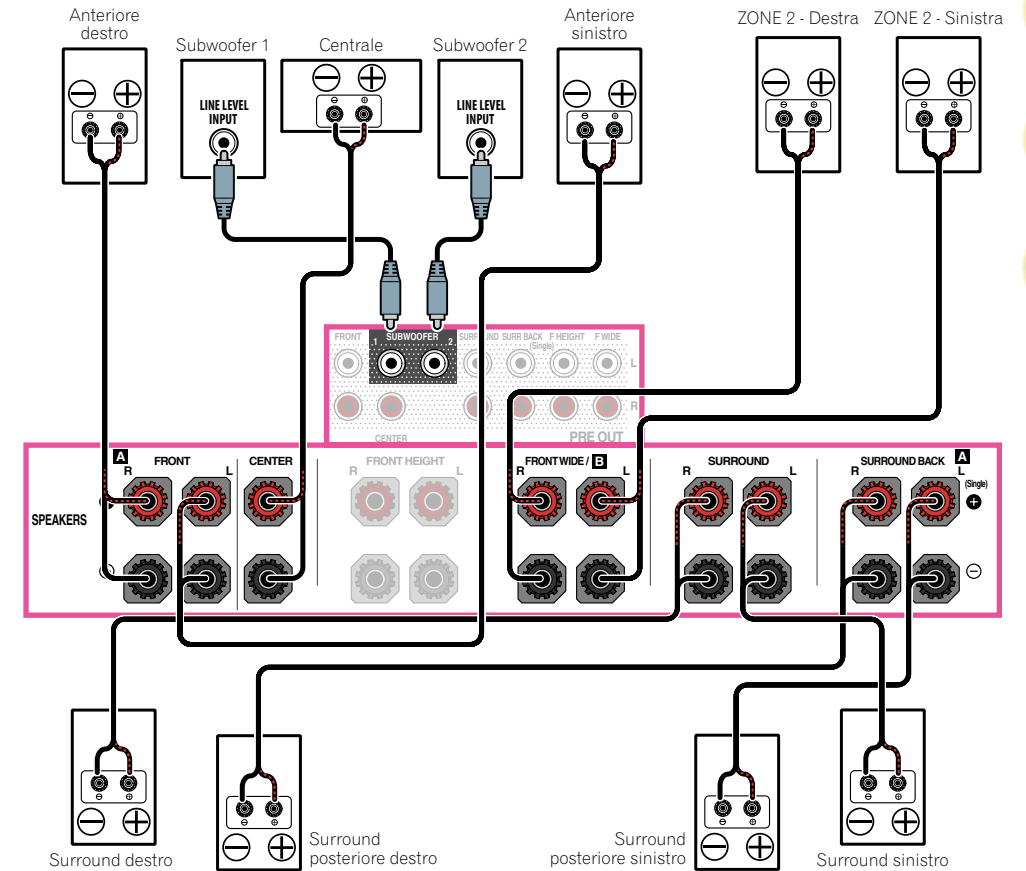 Anteriore
destro
Subwoofer 1
Centrale
Subwoofer 2
Anteriore
sinistro
ZONE 2 - Destra
ZONE 2 - Sinistra
LINE LEVEL
INPUT
LINE LEVEL
INPUT
FRONT
1 SUBWOOFER 2
SURROUND
SURR BACK
(Single)
F HEIGHT
F WIDE
L
R
CENTER
PRE OUT
SPEAKERS
A
R FRONT L
CENTER
R FRONT HEIGHT L
R FRONT WIDE / B L
R SURROUND L
R SURROUND BACK A L
(Single)
Surround destro
Surround
posteriore destro
Surround
posteriore sinistro
Surround sinistro